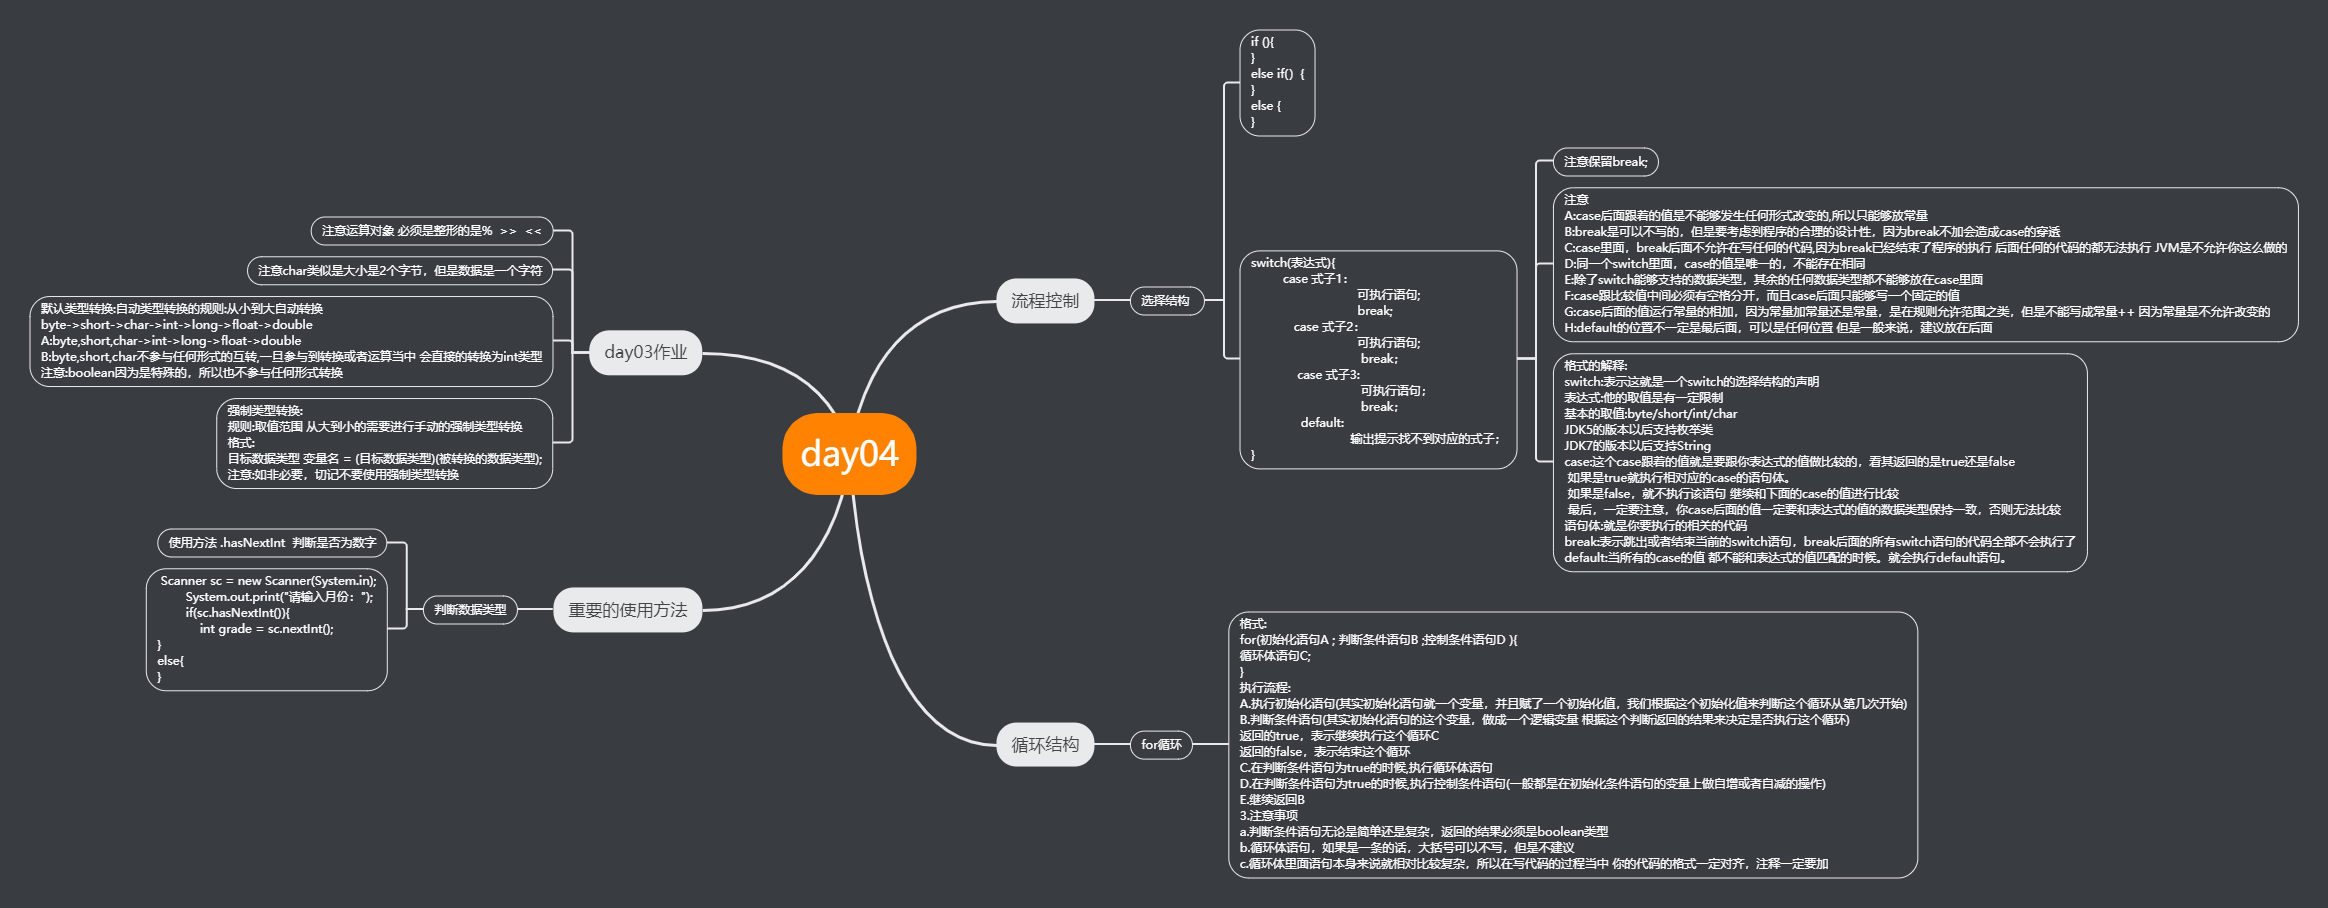 day04
流程控制
选择结构
if (){
}
else if()  {
}
else {
}
switch(表达式){
case 式子1：
可执行语句;
break;
case 式子2：
可执行语句;
break；
case 式子3:
可执行语句；
break；
default:
输出提示找不到对应的式子；
}
注意保留break;
注意
A:case后面跟着的值是不能够发生任何形式改变的,所以只能够放常量
B:break是可以不写的，但是要考虑到程序的合理的设计性，因为break不加会造成case的穿透
C:case里面，break后面不允许在写任何的代码,因为break已经结束了程序的执行 后面任何的代码的都无法执行 JVM是不允许你这么做的
D:同一个switch里面，case的值是唯一的，不能存在相同
E:除了switch能够支持的数据类型，其余的任何数据类型都不能够放在case里面
F:case跟比较值中间必须有空格分开，而且case后面只能够写一个固定的值
G:case后面的值运行常量的相加，因为常量加常量还是常量，是在规则允许范围之类，但是不能写成常量++ 因为常量是不允许改变的
H:default的位置不一定是最后面，可以是任何位置 但是一般来说，建议放在后面
格式的解释:
switch:表示这就是一个switch的选择结构的声明
表达式:他的取值是有一定限制
基本的取值:byte/short/int/char
JDK5的版本以后支持枚举类
JDK7的版本以后支持String
case:这个case跟着的值就是要跟你表达式的值做比较的，看其返回的是true还是false
如果是true就执行相对应的case的语句体。
如果是false，就不执行该语句 继续和下面的case的值进行比较
最后，一定要注意，你case后面的值一定要和表达式的值的数据类型保持一致，否则无法比较
语句体:就是你要执行的相关的代码
break:表示跳出或者结束当前的switch语句，break后面的所有switch语句的代码全部不会执行了
default:当所有的case的值 都不能和表达式的值匹配的时候。就会执行default语句。
循环结构
for循环
格式:
for(初始化语句A ; 判断条件语句B ;控制条件语句D ){
循环体语句C;
}
执行流程:
A.执行初始化语句(其实初始化语句就一个变量，并且赋了一个初始化值，我们根据这个初始化值来判断这个循环从第几次开始)
B.判断条件语句(其实初始化语句的这个变量，做成一个逻辑变量 根据这个判断返回的结果来决定是否执行这个循环)
返回的true，表示继续执行这个循环C
返回的false，表示结束这个循环
C.在判断条件语句为true的时候,执行循环体语句
D.在判断条件语句为true的时候,执行控制条件语句(一般都是在初始化条件语句的变量上做自增或者自减的操作)
E.继续返回B
3.注意事项
a.判断条件语句无论是简单还是复杂，返回的结果必须是boolean类型
b.循环体语句，如果是一条的话，大括号可以不写，但是不建议
c.循环体里面语句本身来说就相对比较复杂，所以在写代码的过程当中 你的代码的格式一定对齐，注释一定要加
day03作业
注意运算对象 必须是整形的是%  >>  <<
注意char类似是大小是2个字节，但是数据是一个字符
默认类型转换:自动类型转换的规则:从小到大自动转换
byte->short->char->int->long->float->double
A:byte,short,char->int->long->float->double
B:byte,short,char不参与任何形式的互转,一旦参与到转换或者运算当中 会直接的转换为int类型
注意:boolean因为是特殊的，所以也不参与任何形式转换
强制类型转换:
规则:取值范围 从大到小的需要进行手动的强制类型转换
格式:
目标数据类型 变量名 = (目标数据类型)(被转换的数据类型);
注意:如非必要，切记不要使用强制类型转换
重要的使用方法
判断数据类型
使用方法 .hasNextInt  判断是否为数字
Scanner sc = new Scanner(System.in);
System.out.print("请输入月份：");
if(sc.hasNextInt()){
int grade = sc.nextInt();
}
else{
}